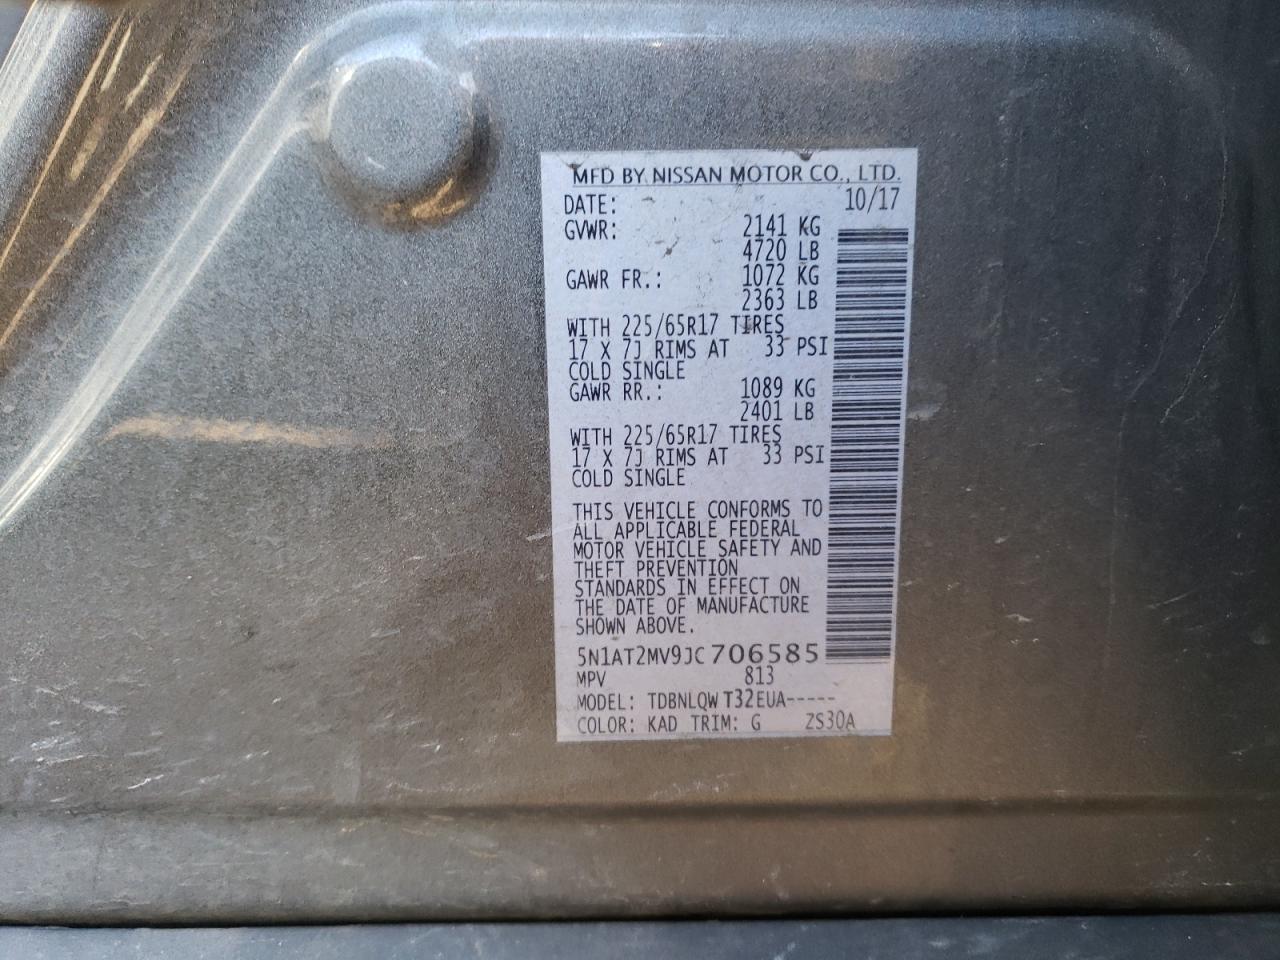 MFD BY NISSAN MOTOR CO., LTD.
DATE: 10/17
GVWR: 2141 KG
4720 LB
GAWR FR.: 1072 KG
2363 LB
WITH 225/65R17 TIRES
17 X 7J RIMS AT 33 PSI
COLD SINGLE
GAWR RR.: 1089 KG
2401 LB
WITH 225/65R17 TIRES
17 X 7J RIMS AT 33 PSI
COLD SINGLE
THIS VEHICLE CONFORMS TO
ALL APPLICABLE FEDERAL
MOTOR VEHICLE SAFETY AND
THEFT PREVENTION
STANDARDS IN EFFECT ON
THE DATE OF MANUFACTURE
SHOWN ABOVE.
5N1AT2MV9JC706585
MPV 813
MODEL: TDBNLQW T32EUA-----
COLOR: KAD TRIM: G ZS30A